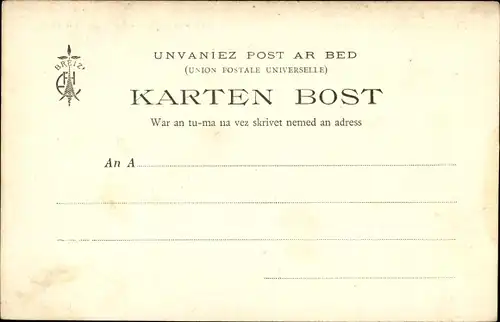 BREIZ
UNVANIEZ POST AR BED
(UNION POSTALE UNIVERSELLE)
KARTEN BOST
War an tu-ma na vez skrivet nemed an adress
An A